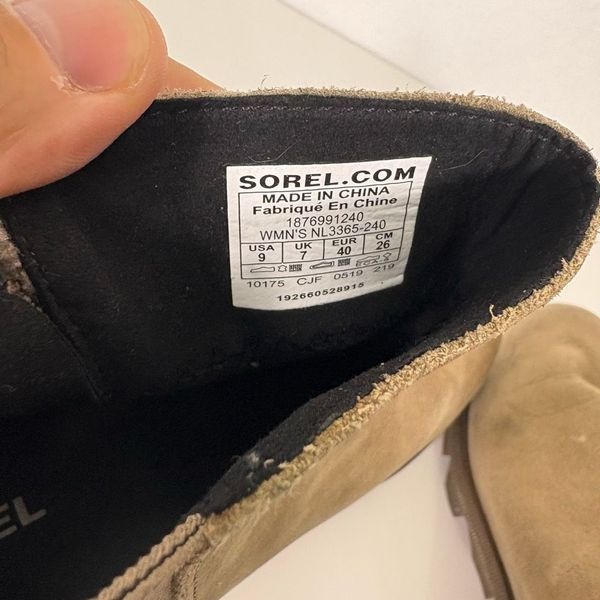 SOREL.COM
MADE IN CHINA
Fabriqué En Chine
1876991240
WMN'S NL3365-240
USA UK EUR CM
9 7 40 26
10175 CJF 0519 219
192660528915
EL